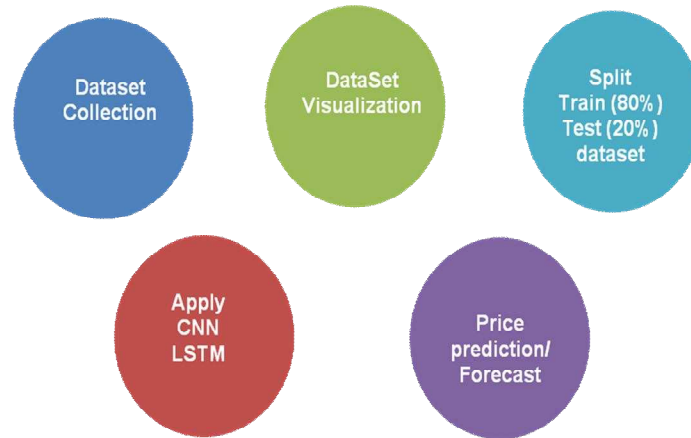 Dataset
Collection
DataSet
Visualization
Split
Train (80%)
Test (20%)
dataset
Apply
CNN
LSTM
Price
prediction/
Forecast